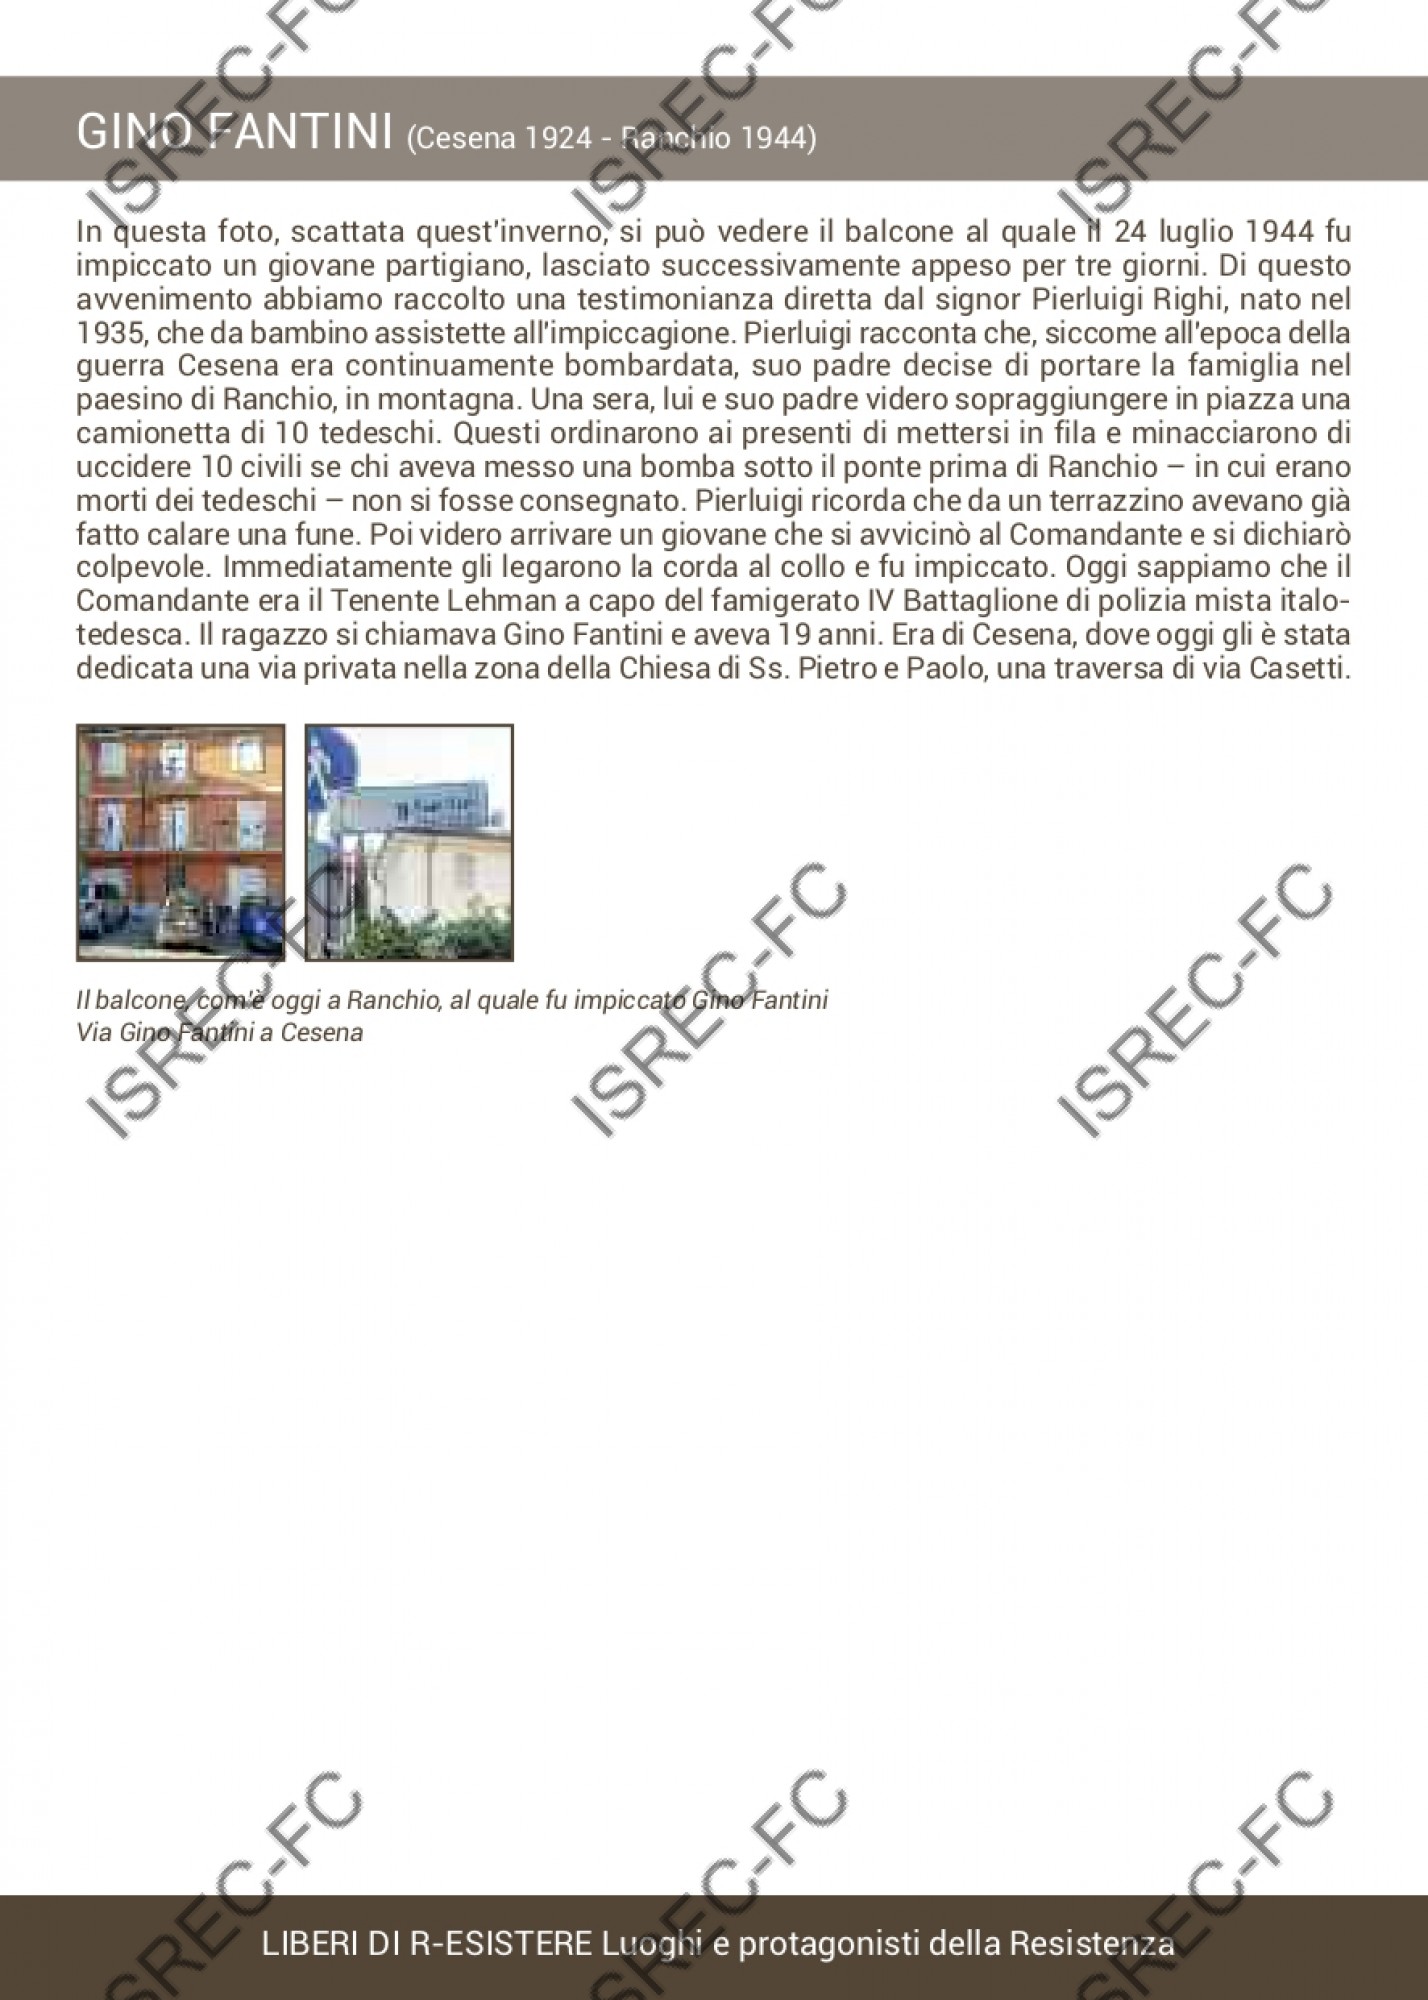 GINO FANTINI (Cesena 1924 - Ranchio 1944)
In questa foto, scattata quest'inverno, si può vedere il balcone al quale il 24 luglio 1944 fu
impiccato un giovane partigiano, lasciato successivamente appeso per tre giorni. Di questo
avvenimento abbiamo raccolto una testimonianza diretta dal signor Pierluigi Righi, nato nel
1935, che da bambino assistette all'impiccagione. Pierluigi racconta che, siccome all'epoca della
guerra Cesena era continuamente bombardata, suo padre decise di portare la famiglia nel
paesino di Ranchio, in montagna. Una sera, lui e suo padre videro sopraggiungere in piazza una
camionetta di 10 tedeschi. Questi ordinarono ai presenti di mettersi in fila e minacciarono di
uccidere 10 civili se chi aveva messo una bomba sotto il ponte prima di Ranchio – in cui erano
morti dei tedeschi – non si fosse consegnato. Pierluigi ricorda che da un terrazzino avevano già
fatto calare una fune. Poi videro arrivare un giovane che si avvicinò al Comandante e si dichiarò
colpevole. Immediatamente gli legarono la corda al collo e fu impiccato. Oggi sappiamo che il
Comandante era il Tenente Lehman a capo del famigerato IV Battaglione di polizia mista italo-
tedesca. Il ragazzo si chiamava Gino Fantini e aveva 19 anni. Era di Cesena, dove oggi gli è stata
dedicata una via privata nella zona della Chiesa di Ss. Pietro e Paolo, una traversa di via Casetti.
Il balcone, com'è oggi a Ranchio, al quale fu impiccato Gino Fantini
Via Gino Fantini a Cesena
LIBERI DI R-ESISTERE Luoghi e protagonisti della Resistenza
ISREC-FC
ISREC-FC
ISREC-FC
ISREC-FC
ISREC-FC
ISREC-FC
ISREC-FC
ISREC-FC
ISREC-FC